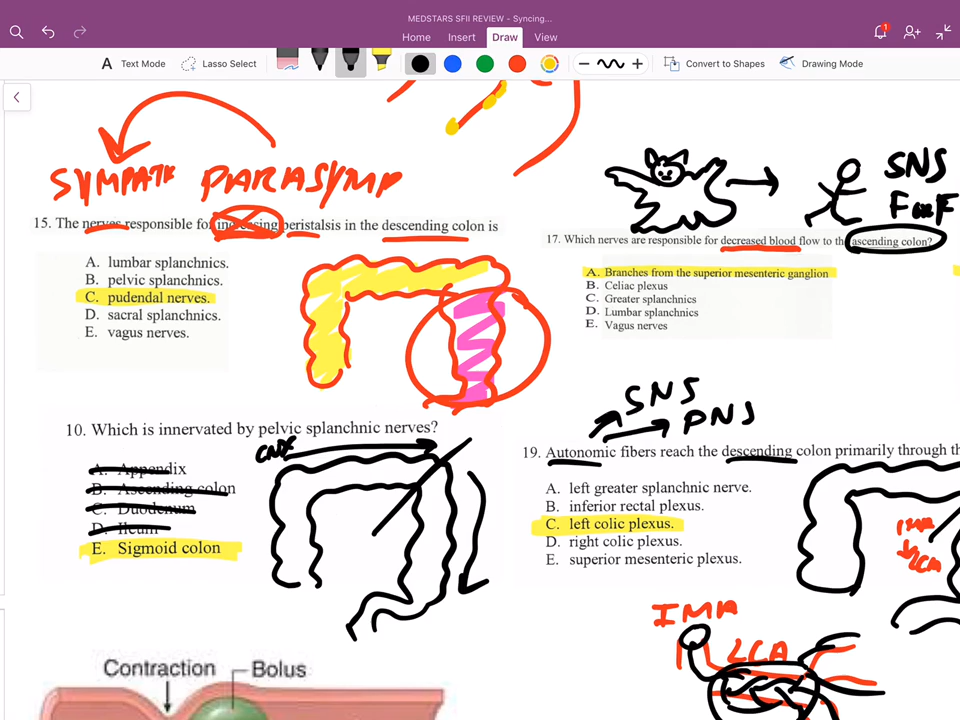 MEDSTARS SFII REVIEW - Syncing...
Home Insert Draw View
1
A Text Mode Lasso Select Convert to Shapes Drawing Mode
SYMPATH PARASYMP
15. The nerves responsible for increasing peristalsis in the descending colon is
A. lumbar splanchnics.
B. pelvic splanchnics.
C. pudendal nerves.
D. sacral splanchnics.
E. vagus nerves.
SNS
F or F
17. Which nerves are responsible for decreased blood flow to the ascending colon?
A. Branches from the superior mesenteric ganglion
B. Celiac plexus
C. Greater splanchnics
D. Lumbar splanchnics
E. Vagus nerves
10. Which is innervated by pelvic splanchnic nerves?
A. Appendix
B. Ascending colon
C. Duodenum
D. Ileum
E. Sigmoid colon
SNS
PNS
19. Autonomic fibers reach the descending colon primarily through th
A. left greater splanchnic nerve.
B. inferior rectal plexus.
C. left colic plexus.
D. right colic plexus.
E. superior mesenteric plexus.
IMA
LCA
IMA
LCA
Contraction
Bolus